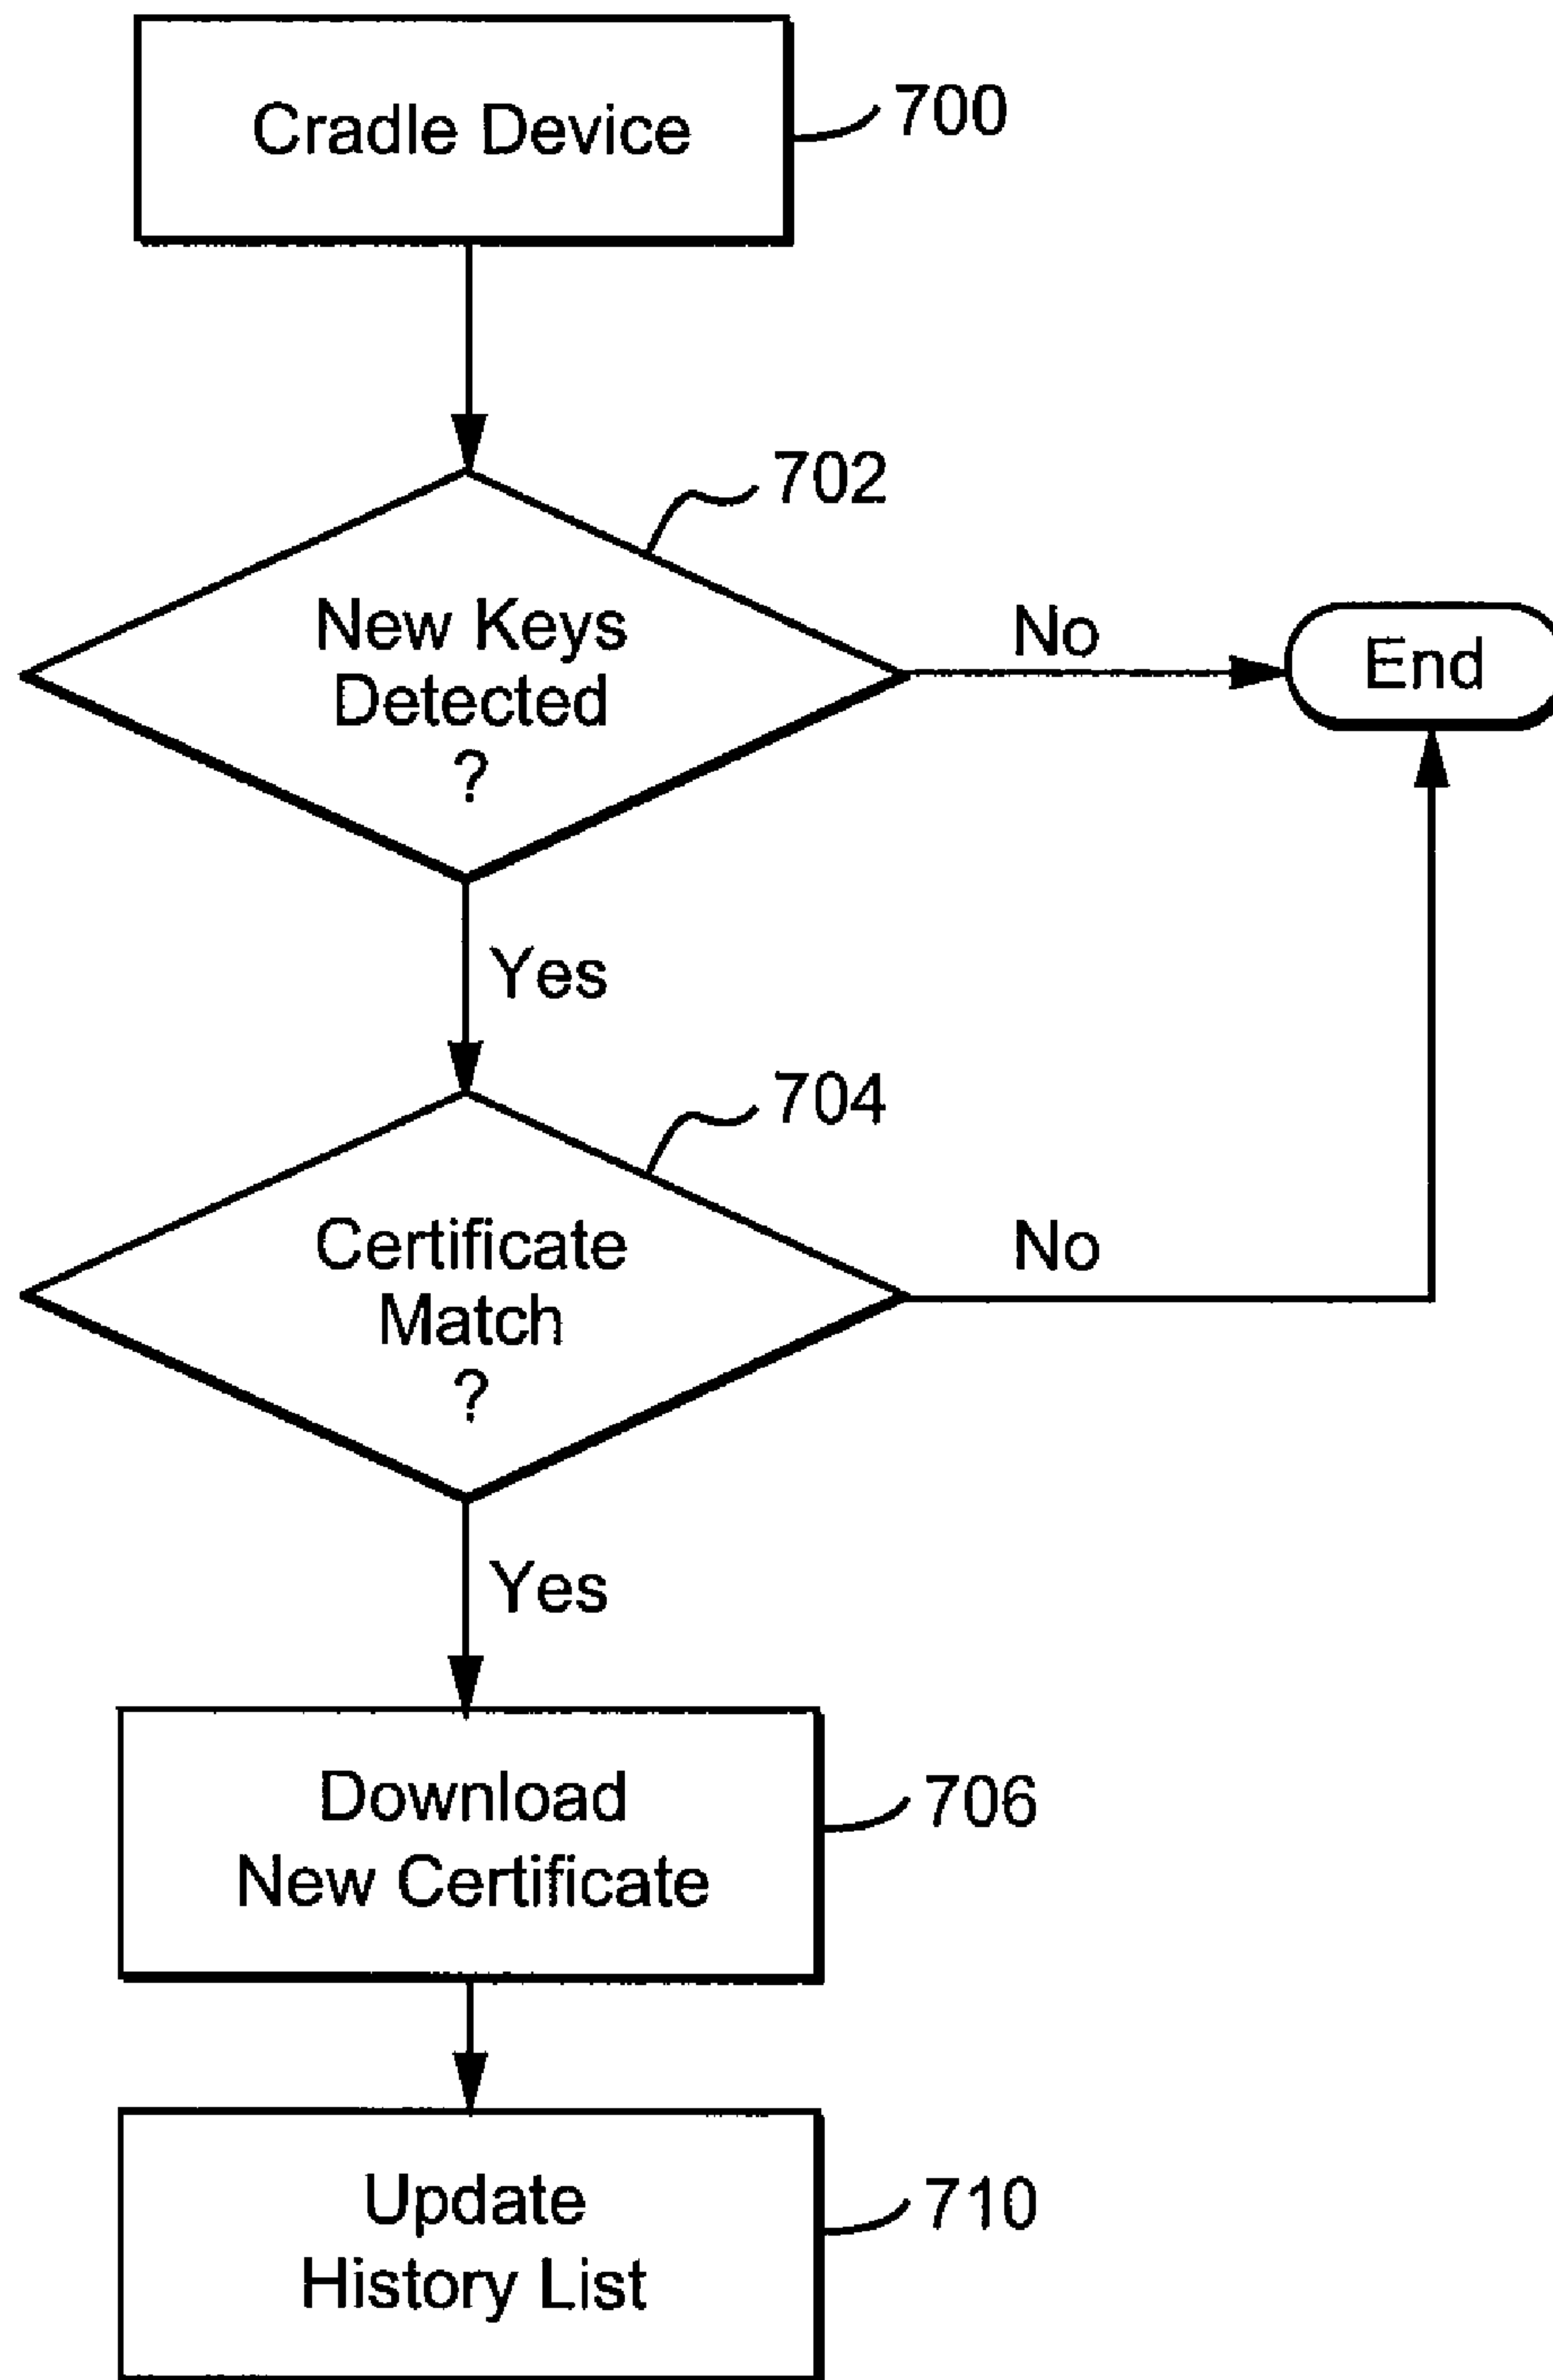 Cradle Device
700
702
New Keys
Detected
?
No
End
Yes
704
Certificate
Match
?
No
Yes
Download
New Certificate
706
Update
History List
710